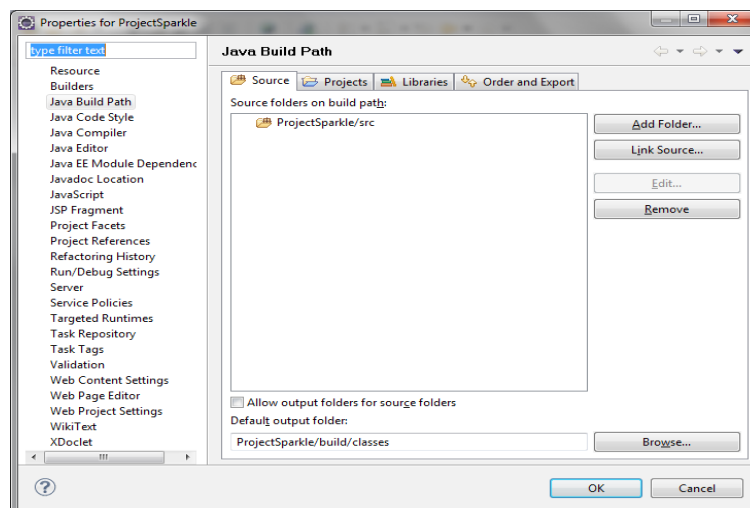 Properties for ProjectSparkle
type filter text
Resource
Builders
Java Build Path
Java Code Style
Java Compiler
Java Editor
Java EE Module Dependenc
Javadoc Location
JavaScript
JSP Fragment
Project Facets
Project References
Refactoring History
Run/Debug Settings
Server
Service Policies
Targeted Runtimes
Task Repository
Task Tags
Validation
Web Content Settings
Web Page Editor
Web Project Settings
WikiText
XDoclet
Java Build Path
Source Projects Libraries Order and Export
Source folders on build path:
ProjectSparkle/src
Add Folder...
Link Source...
Edit...
Remove
Allow output folders for source folders
Default output folder:
ProjectSparkle/build/classes
Browse...
OK Cancel